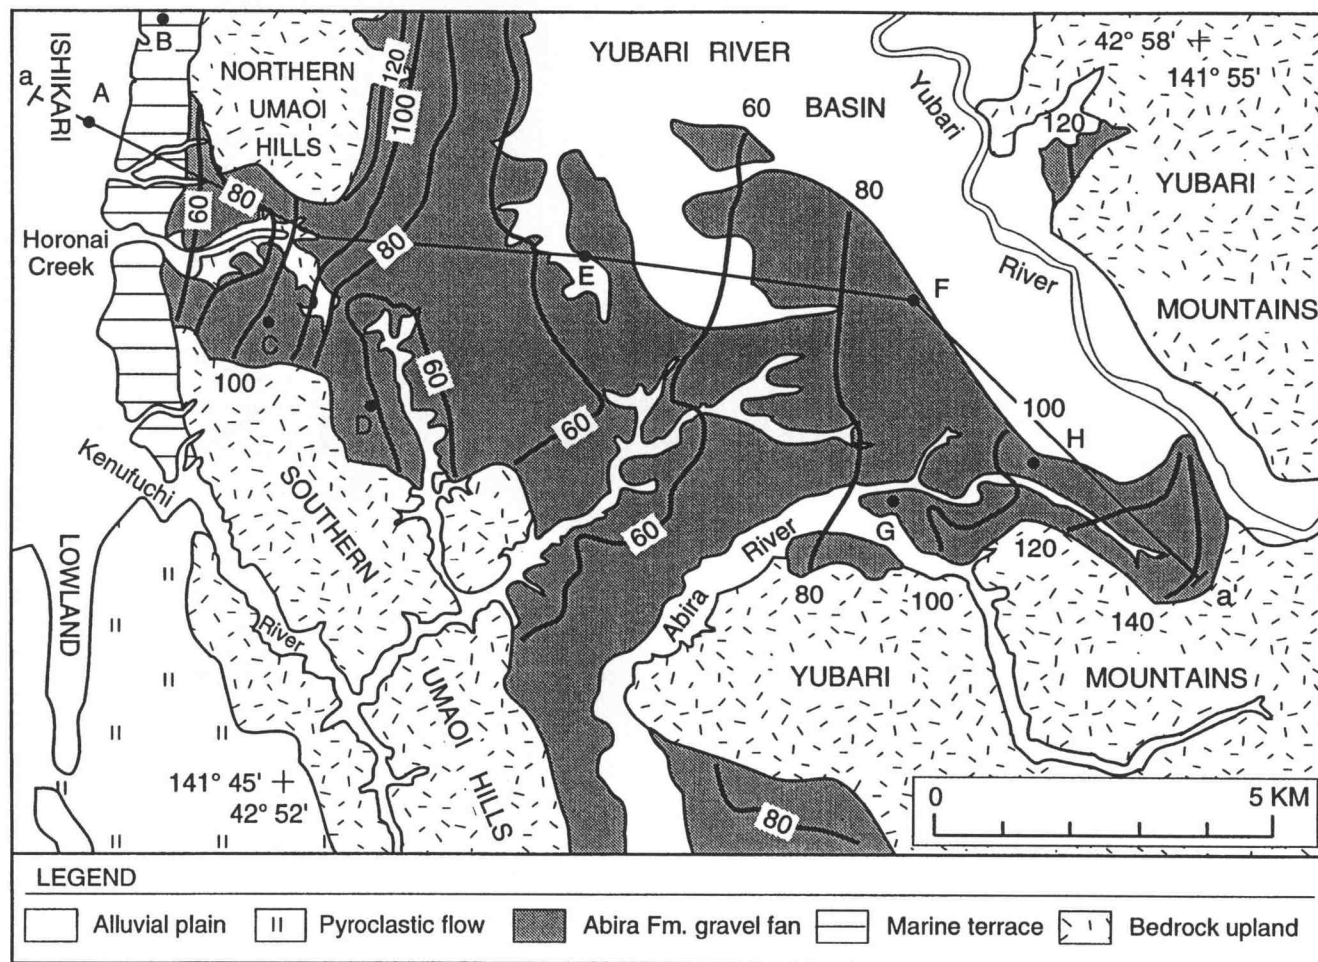 ISHIKARI
a
A
B
NORTHERN
UMAOI
HILLS
120
100
YUBARI RIVER
BASIN
60
80
Yubari
River
42° 58'
141° 55'
120
YUBARI
MOUNTAINS
60
80
80
Horonai
Creek
E
F
C
100
60
D
60
100
H
Kenufuchi
River
SOUTHERN
UMAOI
HILLS
LOWLAND
60
Abira
River
G
80
100
120
140
a'
YUBARI
MOUNTAINS
141° 45'
42° 52'
80
0
5 KM
LEGEND
Alluvial plain
Pyroclastic flow
Abira Fm. gravel fan
Marine terrace
Bedrock upland